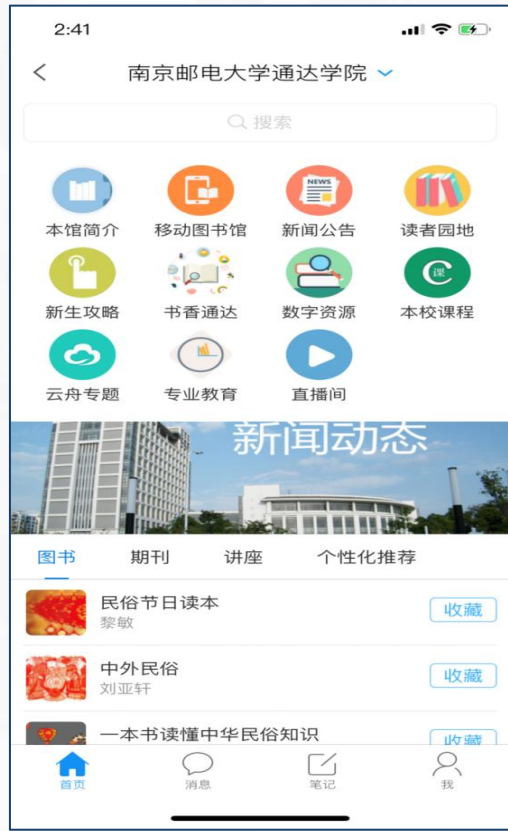 2:41
南京邮电大学通达学院
搜索
NEWS
课
本馆简介 移动图书馆 新闻公告 读者园地
新生攻略 书香通达 数字资源 本校课程
云舟专题 专业教育 直播间
新闻动态
图书 期刊 讲座 个性化推荐
民俗节日读本
黎敏
收藏
中外民俗
刘亚轩
收藏
一本书读懂中华民俗知识
收藏
首页 消息 笔记 我